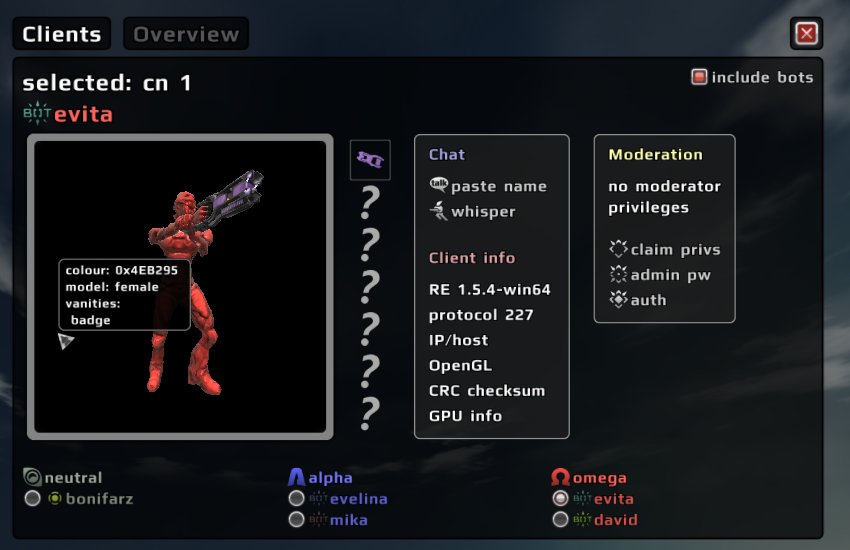 Clients
Overview
selected: cn 1
include bots
BOT evita
colour: 0x4EB295
model: female
vanities:
badge
?
?
?
?
?
?
Chat
talk paste name
whisper
Client info
RE 1.5.4-win64
protocol 227
IP/host
OpenGL
CRC checksum
GPU info
Moderation
no moderator
privileges
claim privs
admin pw
auth
neutral
bonifarz
alpha
BOT evelina
BOT mika
omega
BOT evita
BOT david